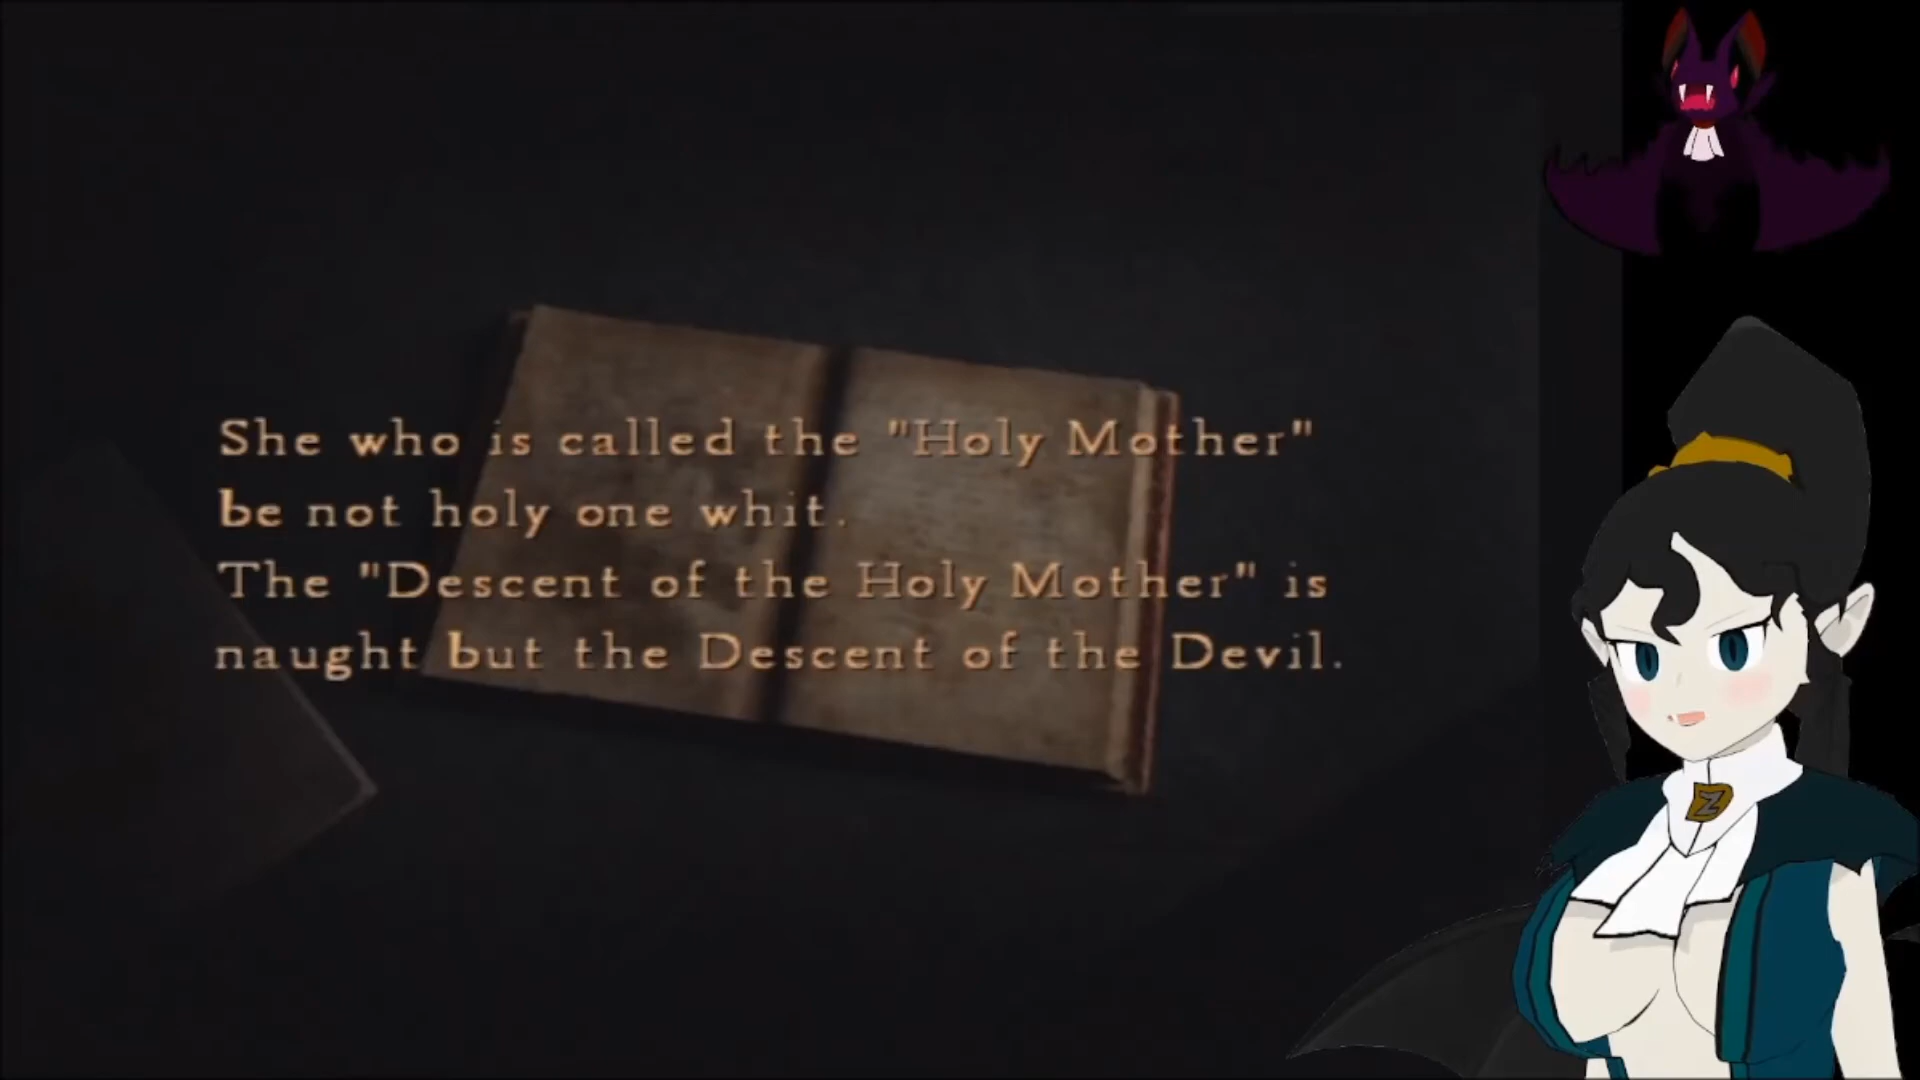 She who is called the "Holy Mother"
be not holy one whit.
The "Descent of the Holy Mother" is
naught but the Descent of the Devil.
Z